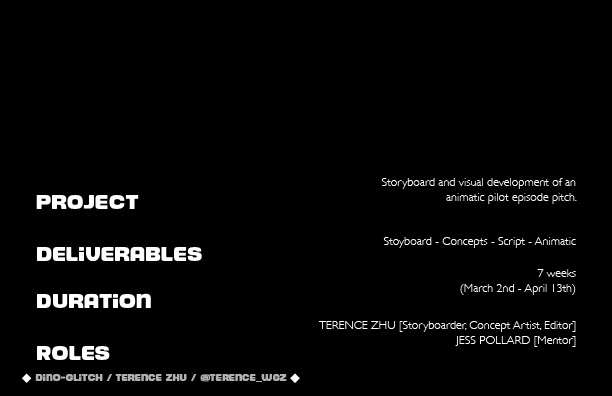 PROJECT
Storyboard and visual development of an
animatic pilot episode pitch.
DELiVERABLES
Stoyboard - Concepts - Script - Animatic
DURATiON
7 weeks
(March 2nd - April 13th)
ROLES
TERENCE ZHU [Storyboarder, Concept Artist, Editor]
JESS POLLARD [Mentor]
◆ DiNO-GLiTCH / TERENCE ZHU / @TERENCE_WGZ ◆